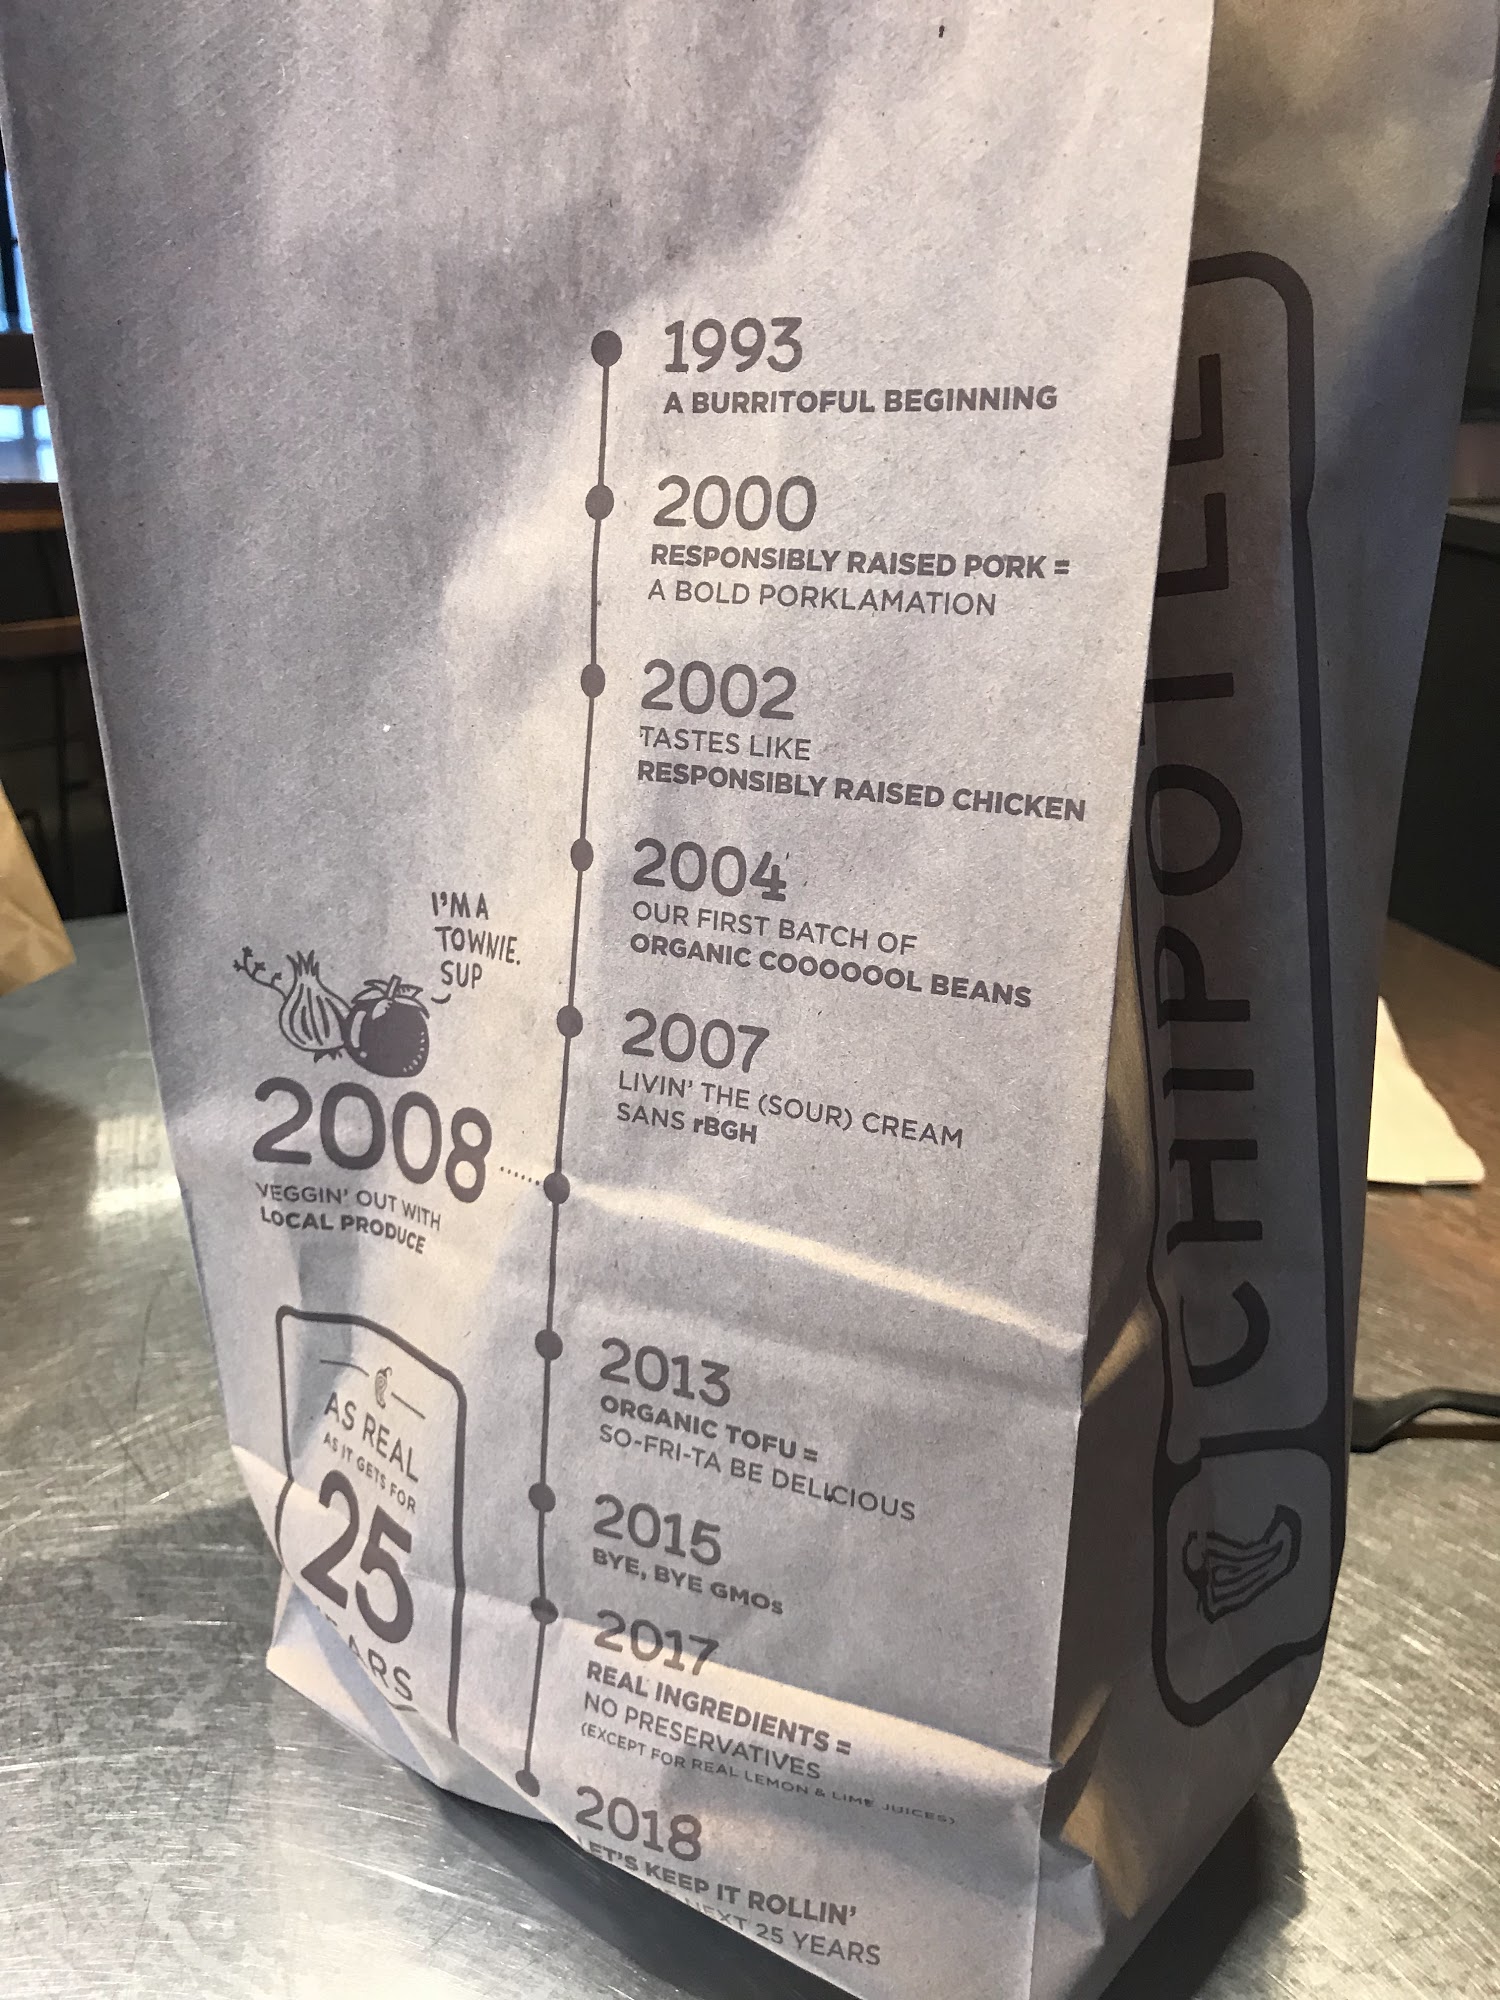 1993
A BURRITOFUL BEGINNING
2000
RESPONSIBLY RAISED PORK =
A BOLD PORKLAMATION
2002
TASTES LIKE
RESPONSIBLY RAISED CHICKEN
2004
OUR FIRST BATCH OF
ORGANIC COOOOOOL BEANS
2007
LIVIN' THE (SOUR) CREAM
SANS rBGH
I'M A
TOWNIE.
SUP
2008
VEGGIN' OUT WITH
LOCAL PRODUCE
2013
ORGANIC TOFU =
SO-FRI-TA BE DELICIOUS
2015
BYE, BYE GMOs
2017
REAL INGREDIENTS =
NO PRESERVATIVES
(EXCEPT FOR REAL LEMON & LIME JUICES)
2018
LET'S KEEP IT ROLLIN'
NEXT 25 YEARS
AS REAL
AS IT GETS FOR
25
YEARS
CHIPOTLE